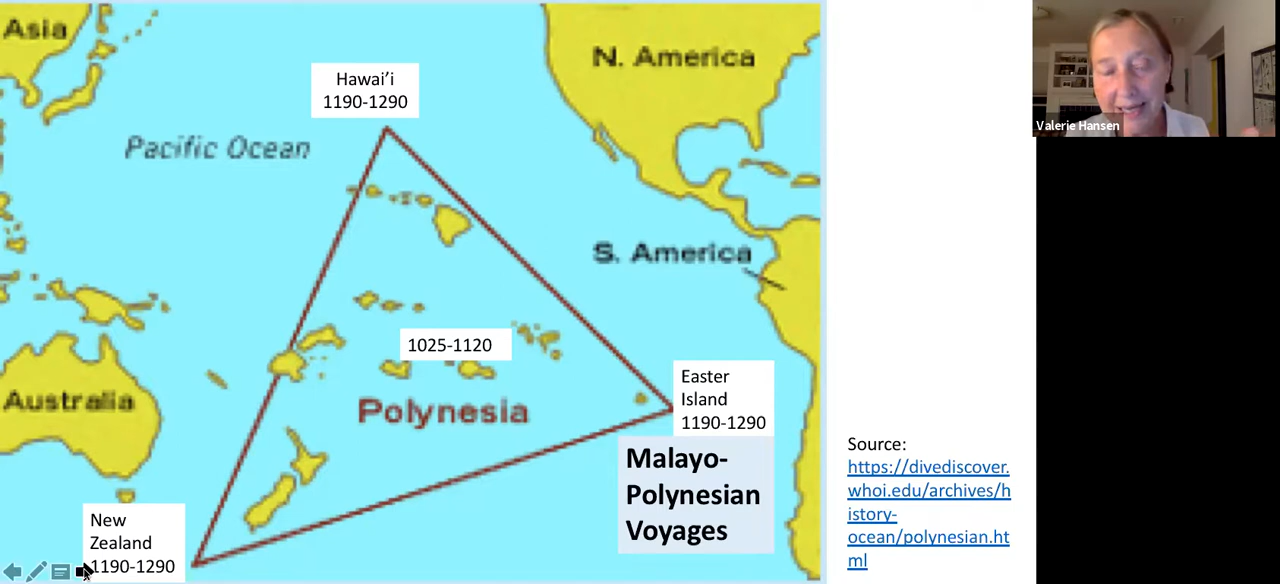 Asia
N. America
Hawai’i
1190-1290
Pacific Ocean
S. America
1025-1120
Australia
Polynesia
Easter
Island
1190-1290
Malayo-
Polynesian
Voyages
New
Zealand
1190-1290
Source:
https://divediscover.
whoi.edu/archives/h
istory-
ocean/polynesian.ht
ml
Valerie Hansen